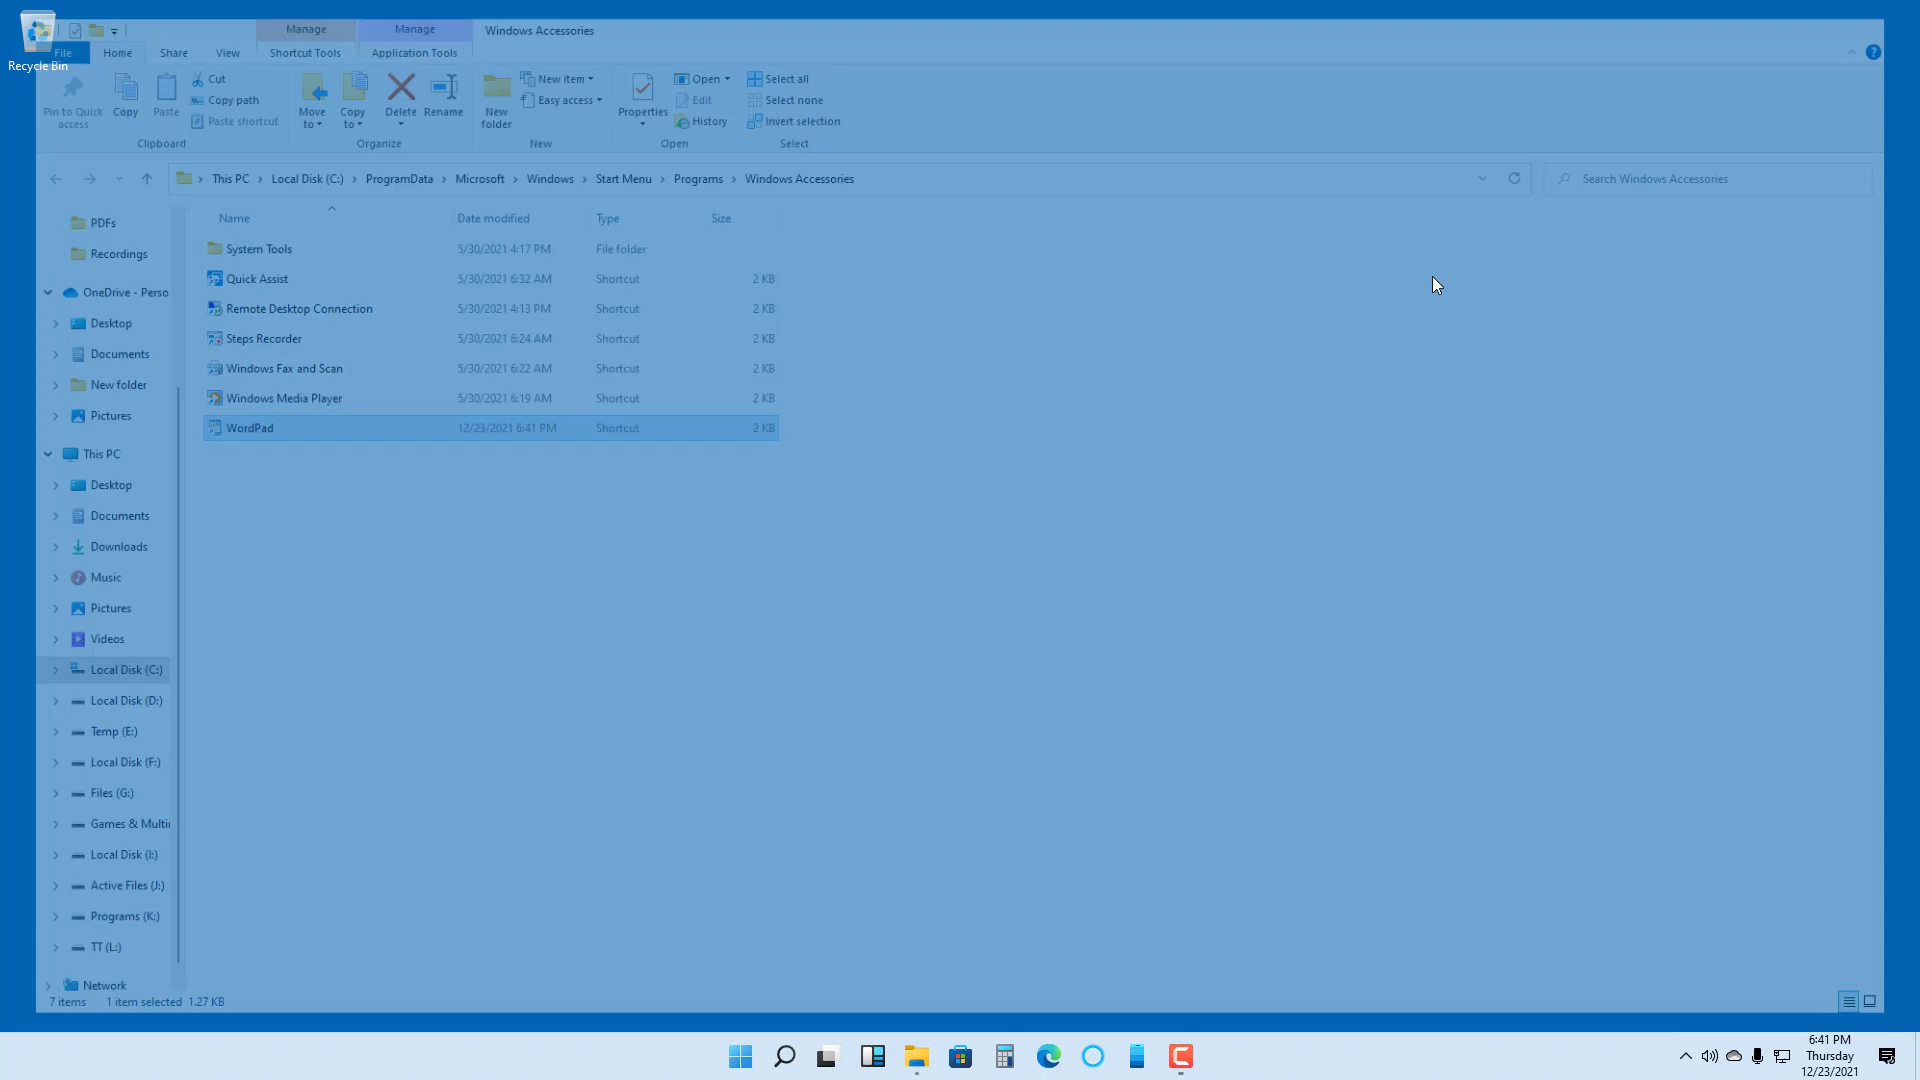 Recycle Bin
Manage
Manage
Windows Accessories
File
Home
Share
View
Shortcut Tools
Application Tools
Pin to Quick access
Copy
Paste
Cut
Copy path
Paste shortcut
Clipboard
Move to
Copy to
Delete
Rename
Organize
New folder
New item
Easy access
New
Properties
Open
Edit
History
Open
Select all
Select none
Invert selection
Select
This PC
Local Disk (C:)
ProgramData
Microsoft
Windows
Start Menu
Programs
Windows Accessories
Search Windows Accessories
PDFs
Recordings
OneDrive - Perso
Desktop
Documents
New folder
Pictures
This PC
Desktop
Documents
Downloads
Music
Pictures
Videos
Local Disk (C:)
Local Disk (D:)
Temp (E:)
Local Disk (F:)
Files (G:)
Games & Multi
Local Disk (I:)
Active Files (J:)
Programs (K:)
TT (L:)
Network
Name Date modified Type Size
System Tools 5/30/2021 4:17 PM File folder
Quick Assist 5/30/2021 6:32 AM Shortcut 2 KB
Remote Desktop Connection 5/30/2021 4:13 PM Shortcut 2 KB
Steps Recorder 5/30/2021 6:24 AM Shortcut 2 KB
Windows Fax and Scan 5/30/2021 6:22 AM Shortcut 2 KB
Windows Media Player 5/30/2021 6:19 AM Shortcut 2 KB
WordPad 12/23/2021 6:41 PM Shortcut 2 KB
7 items 1 item selected 1.27 KB
6:41 PM
Thursday
12/23/2021